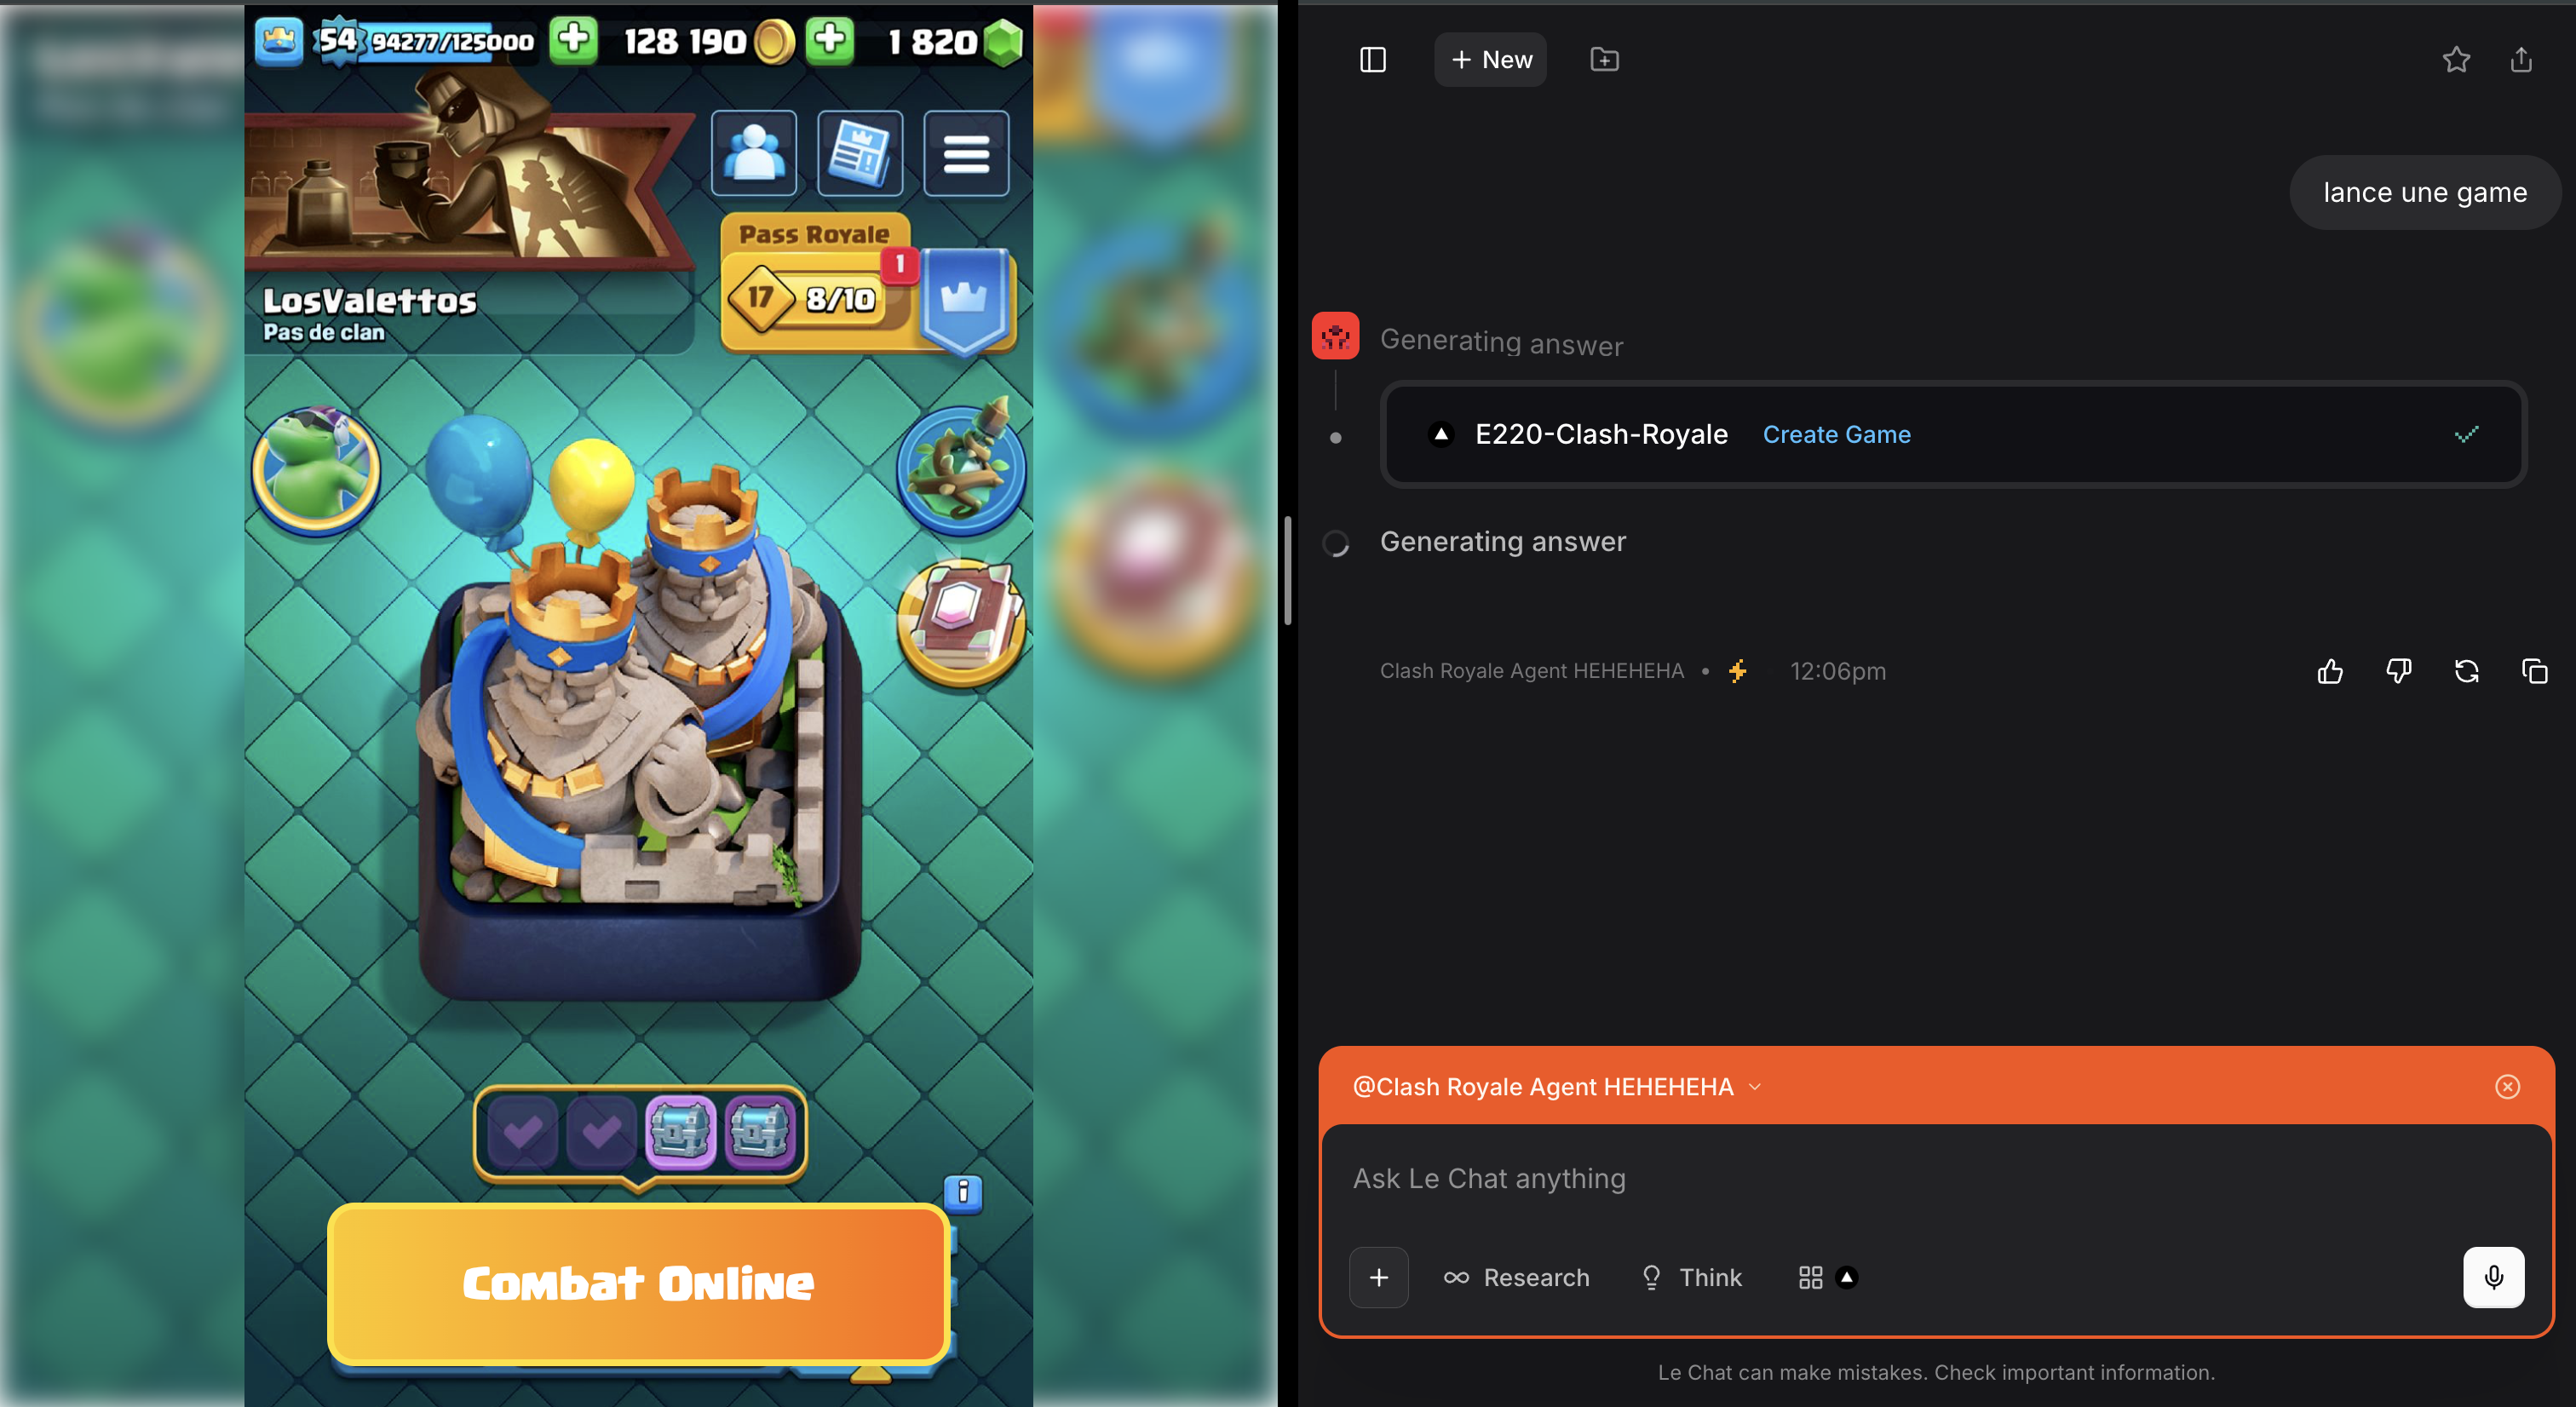 54 94277/125000 128 190 1 820
Pass Royale
1
17 8/10
LosValettos
Pas de clan
i
Combat Online
+ New
lance une game
Generating answer
E220-Clash-Royale Create Game
Generating answer
Clash Royale Agent HEHEHEHA • 12:06pm
@Clash Royale Agent HEHEHEHA
Ask Le Chat anything
Research Think
Le Chat can make mistakes. Check important information.